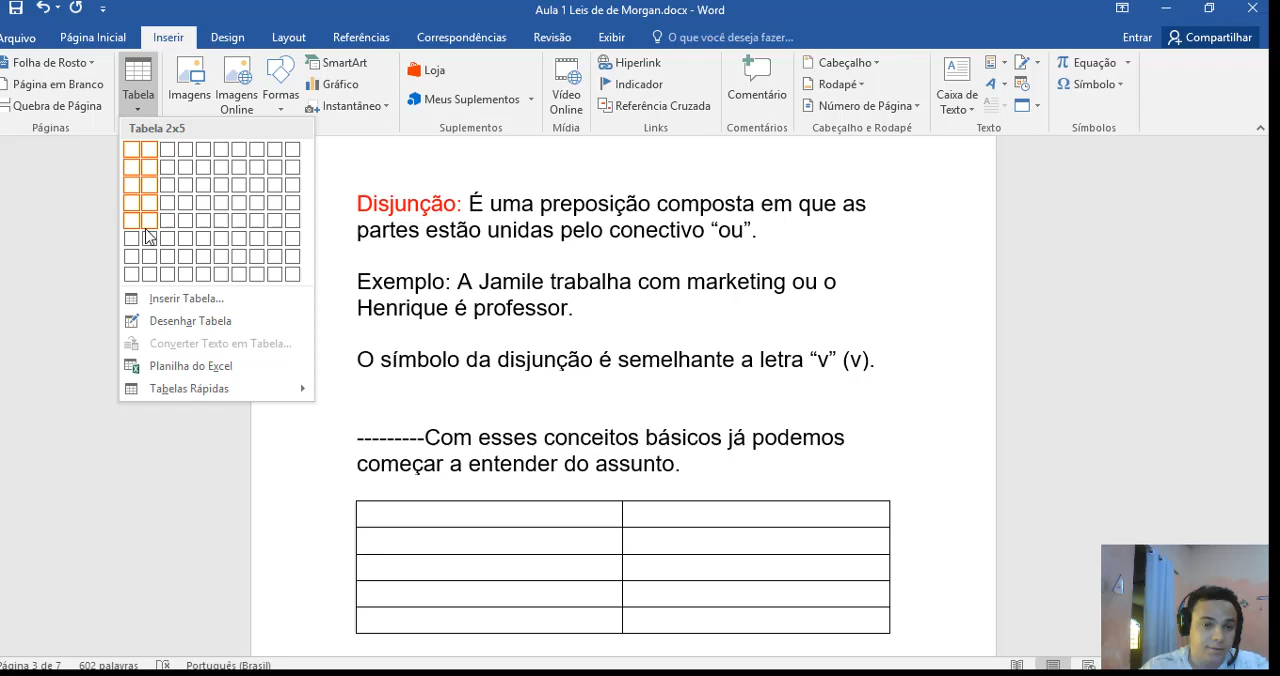 Aula 1 Leis de de Morgan.docx - Word
Arquivo Página Inicial Inserir Design Layout Referências Correspondências Revisão Exibir O que você deseja fazer... Entrar Compartilhar
Folha de Rosto
Página em Branco
Quebra de Página
Páginas
Tabela
Imagens
Imagens Online
Formas
SmartArt
Gráfico
Instantâneo
Loja
Meus Suplementos
Suplementos
Vídeo Online
Mídia
Hiperlink
Indicador
Referência Cruzada
Links
Comentário
Comentários
Cabeçalho
Rodapé
Número de Página
Cabeçalho e Rodapé
Caixa de Texto
Texto
Equação
Símbolo
Símbolos
Tabela 2x5
Inserir Tabela...
Desenhar Tabela
Converter Texto em Tabela...
Planilha do Excel
Tabelas Rápidas
Disjunção: É uma preposição composta em que as
partes estão unidas pelo conectivo “ou”.
Exemplo: A Jamile trabalha com marketing ou o
Henrique é professor.
O símbolo da disjunção é semelhante a letra “v” (v).
---------Com esses conceitos básicos já podemos
começar a entender do assunto.
Página 3 de 7 602 palavras Português (Brasil)